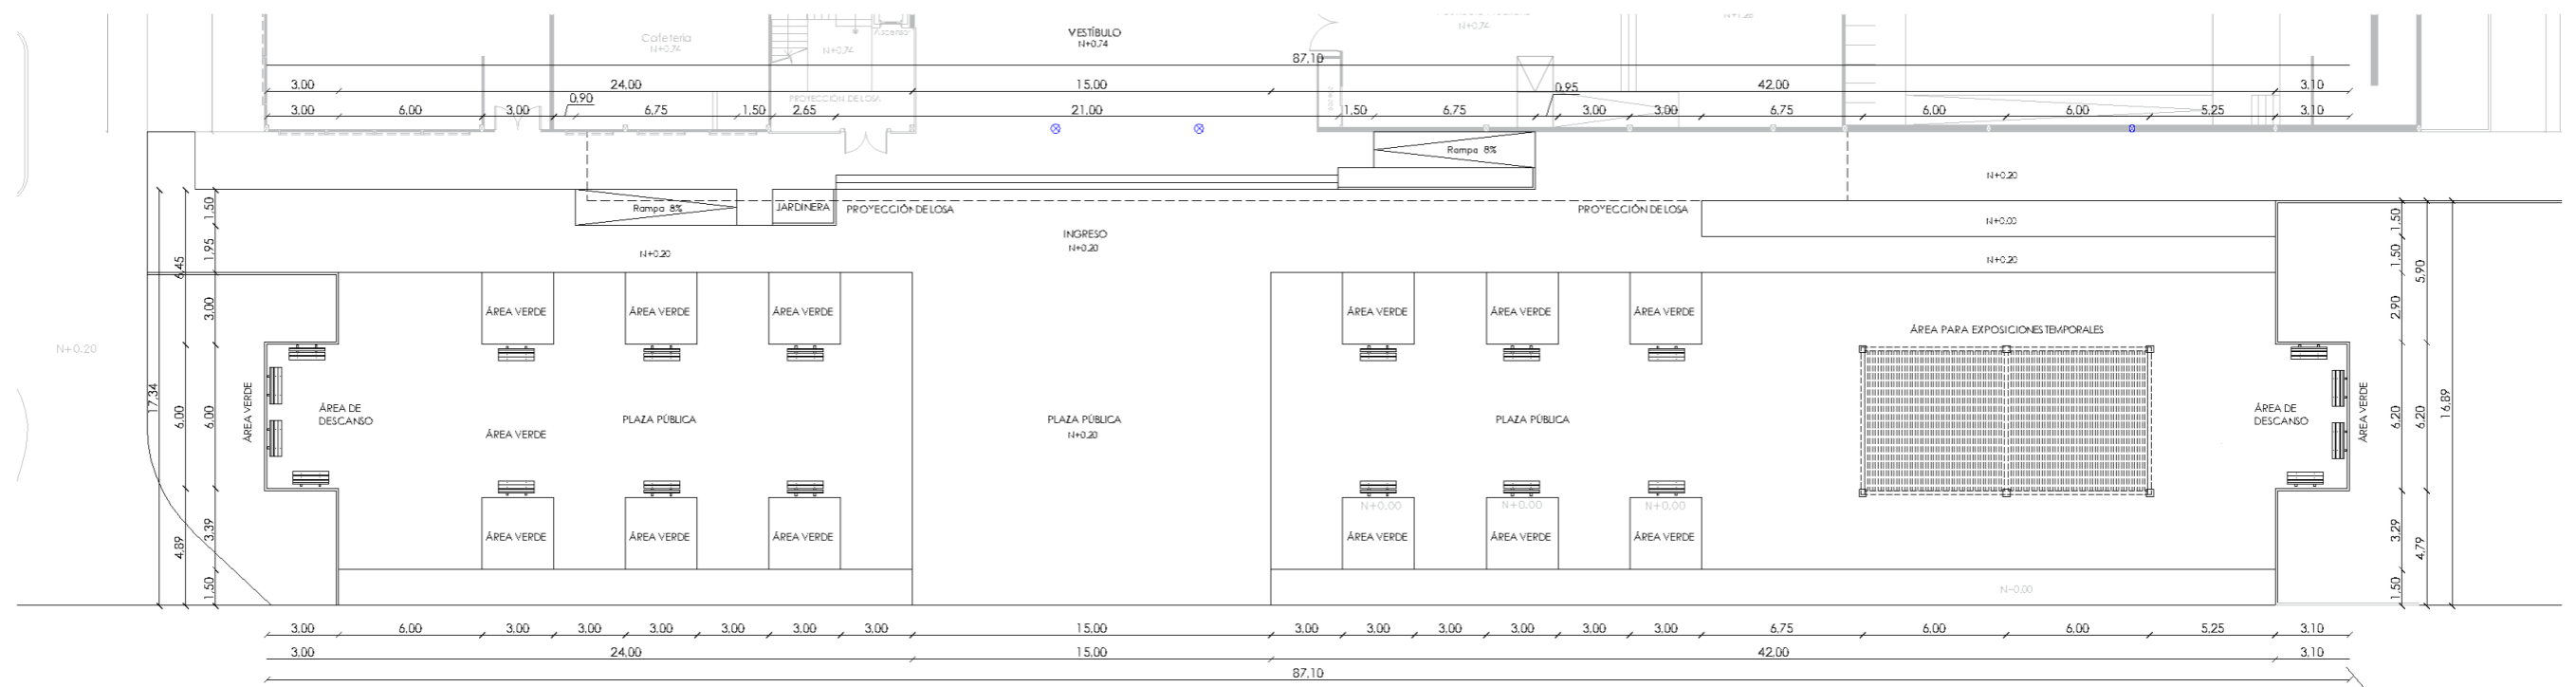 VESTÍBULO
N+0.74
Cafetería
N+0.74
N+0.74
Ascensor
N+0.74
87,10
3,00 24,00 15,00 42,00 3,10
0,90 0,95
3,00 6,00 3,00 6,75 1,50 2,65 21,00 1,50 6,75 3,00 3,00 6,75 6,00 6,00 5,25 3,10
PROYECCIÓN DE LOSA
Rampa 8%
N+0.20
Rampa 8% JARDINERA PROYECCIÓN DE LOSA PROYECCIÓN DE LOSA
N+0.00
INGRESO
N+0.20
N+0.20
N+0.20
1,50
1,95
6,45
3,00
17,34
6,00
6,00
3,39
4,89
1,50
N+0.20
ÁREA VERDE ÁREA VERDE ÁREA VERDE ÁREA VERDE ÁREA VERDE ÁREA VERDE
ÁREA PARA EXPOSICIONES TEMPORALES
ÁREA VERDE
ÁREA DE
DESCANSO
PLAZA PÚBLICA
ÁREA VERDE
PLAZA PÚBLICA
N+0.20
PLAZA PÚBLICA
ÁREA DE
DESCANSO
ÁREA VERDE
N+0.00 N+0.00 N+0.00
ÁREA VERDE ÁREA VERDE ÁREA VERDE ÁREA VERDE ÁREA VERDE ÁREA VERDE
1,50
1,50
5,90
2,90
6,20
6,20
16,89
3,29
4,79
1,50
3,00 6,00 3,00 3,00 3,00 3,00 3,00 3,00 15,00 3,00 3,00 3,00 3,00 3,00 3,00 6,75 6,00 6,00 5,25 3,10
3,00 24,00 15,00 42,00 3,10
87,10